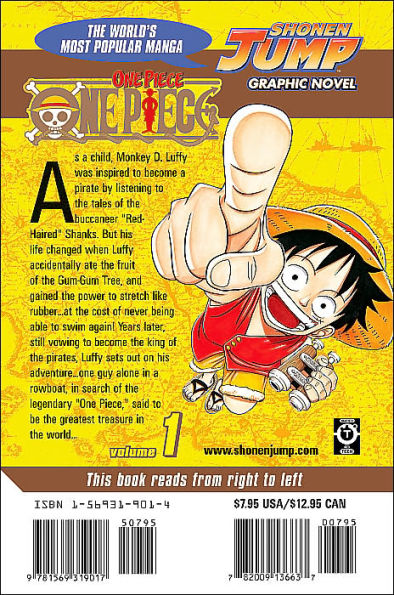 THE WORLD'S
MOST POPULAR MANGA
SHONEN
JUMP
GRAPHIC NOVEL
ONE PIECE
ONE PIECE
As a child, Monkey D. Luffy
was inspired to become a
pirate by listening to
the tales of the
buccaneer "Red-
Haired" Shanks. But his
life changed when Luffy
accidentally ate the fruit
of the Gum-Gum Tree, and
gained the power to stretch like
rubber...at the cost of never being
able to swim again! Years later,
still vowing to become the king of
the pirates, Luffy sets out on his
adventure...one guy alone in a
rowboat, in search of the
legendary "One Piece," said to
be the greatest treasure in
the world...
volume 1
www.shonenjump.com
T
This book reads from right to left
ISBN 1-56931-901-4
$7.95 USA/$12.95 CAN
50795
00795
9 781569 319017
7 82009 13663 7